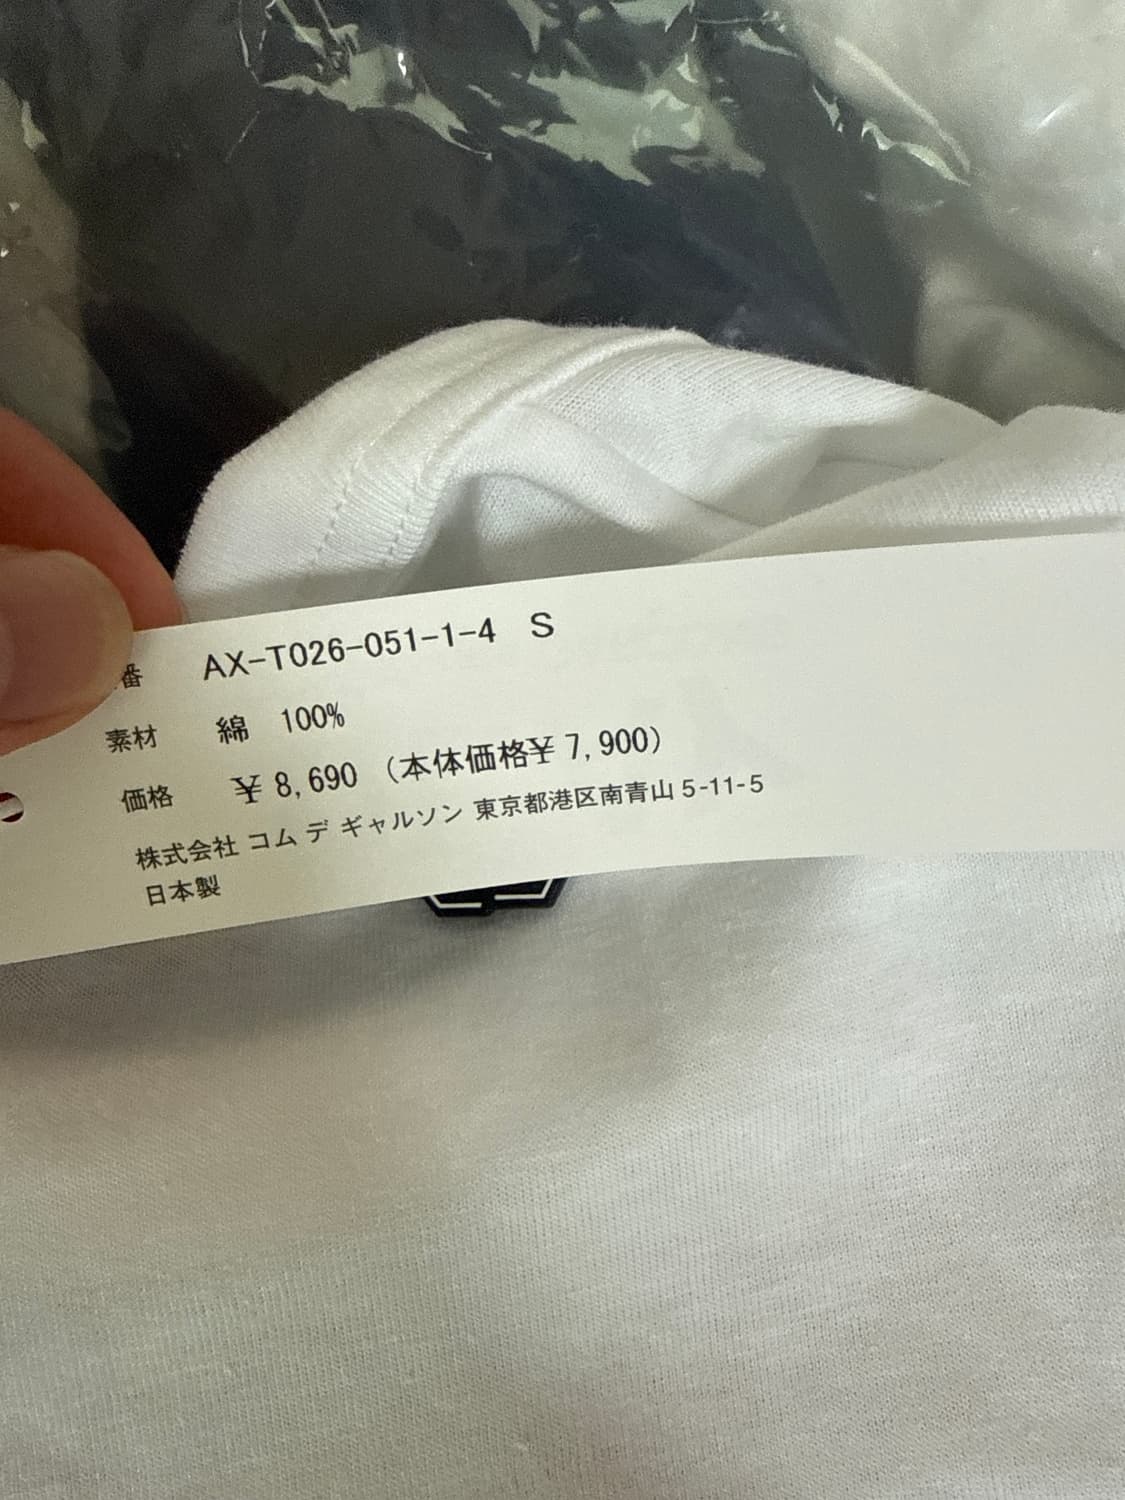 番 AX-T026-051-1-4 S
素材 綿 100%
価格 ¥ 8,690 (本体価格¥ 7,900)
株式会社 コム デ ギャルソン 東京都港区南青山 5-11-5
日本製